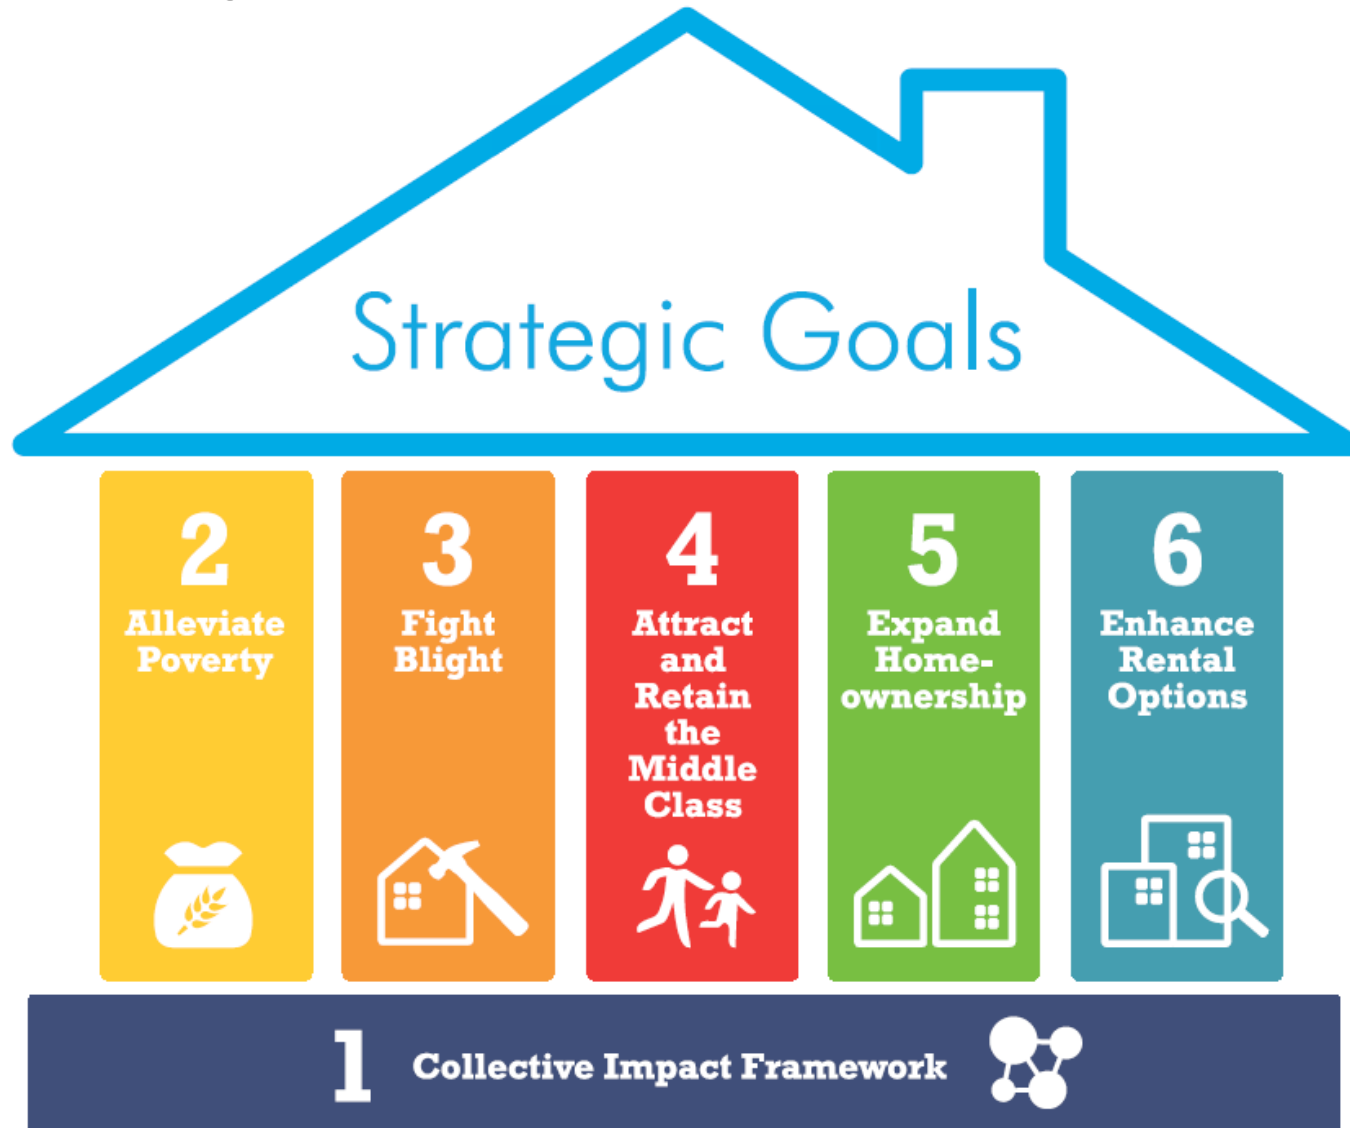 Strategic Goals
2
Alleviate
Poverty
3
Fight
Blight
4
Attract
and
Retain
the
Middle
Class
5
Expand
Home-
ownership
6
Enhance
Rental
Options
1 Collective Impact Framework